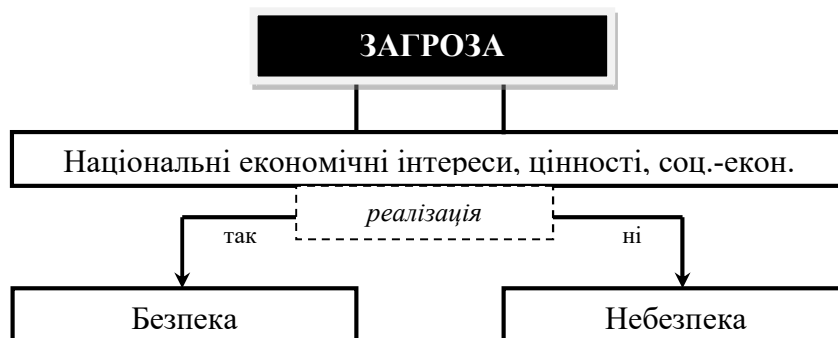 ЗАГРОЗА
Національні економічні інтереси, цінності, соц.-екон.
реалізація
так
ні
Безпека
Небезпека